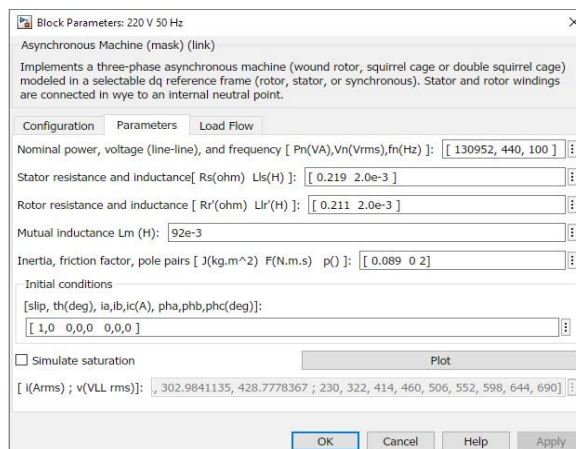 Block Parameters: 220 V 50 Hz
Asynchronous Machine (mask) (link)
Implements a three-phase asynchronous machine (wound rotor, squirrel cage or double squirrel cage)
modeled in a selectable dq reference frame (rotor, stator, or synchronous). Stator and rotor windings
are connected in wye to an internal neutral point.
Configuration Parameters Load Flow
Nominal power, voltage (line-line), and frequency [ Pn(VA),Vn(Vrms),fn(Hz) ]: [ 130952, 440, 100 ]
Stator resistance and inductance[ Rs(ohm) Lls(H) ]: [ 0.219 2.0e-3 ]
Rotor resistance and inductance [ Rr'(ohm) Llr'(H) ]: [ 0.211 2.0e-3 ]
Mutual inductance Lm (H): 92e-3
Inertia, friction factor, pole pairs [ J(kg.m^2) F(N.m.s) p() ]: [ 0.089 0 2]
Initial conditions
[slip, th(deg), ia,ib,ic(A), pha,phb,phc(deg)]:
[ 1,0 0,0,0 0,0,0 ]
Simulate saturation Plot
[ i(Arms) ; v(VLL rms)]: , 302.9841135, 428.7778367 ; 230, 322, 414, 460, 506, 552, 598, 644, 690]
OK Cancel Help Apply